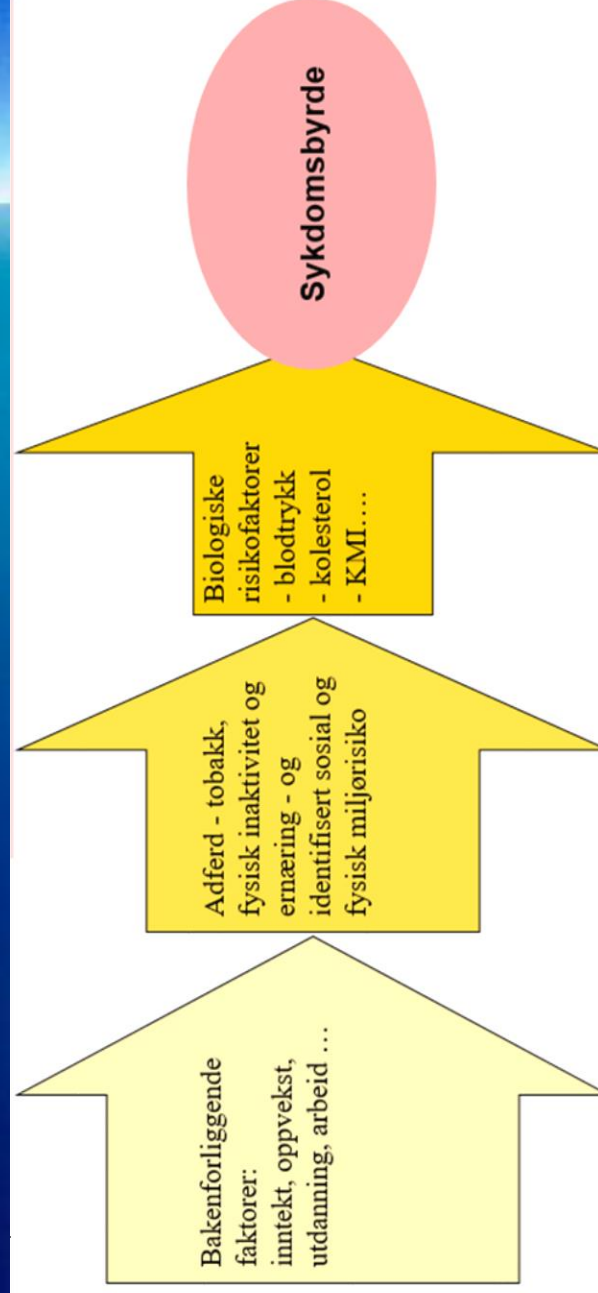 Bakenforliggende
faktorer:
inntekt, oppvekst,
utdanning, arbeid …
Adferd - tobakk,
fysisk inaktivitet og
ernæring - og
identifisert sosial og
fysisk miljørisiko
Biologiske
risikofaktorer
- blodtrykk
- kolesterol
- KMI….
Sykdomsbyrde